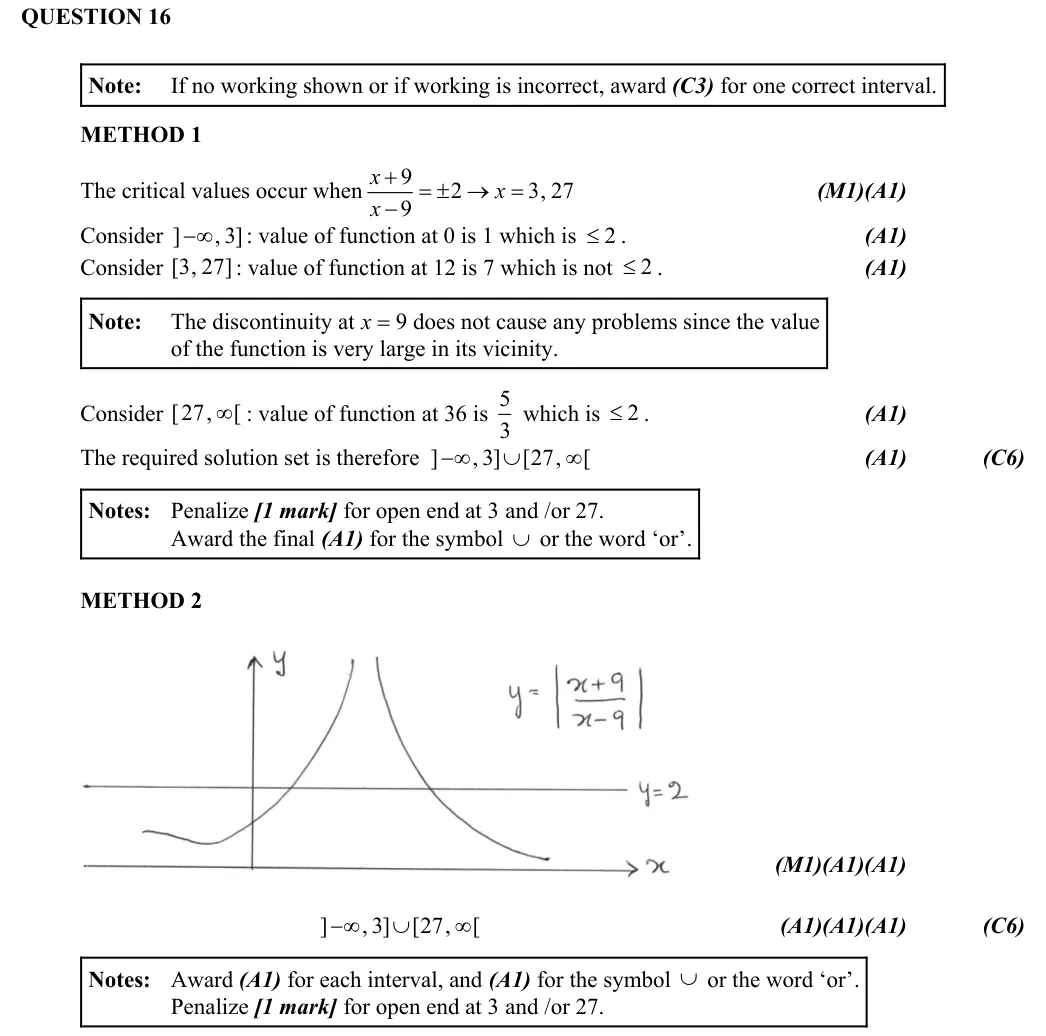 QUESTION 16
Note: If no working shown or if working is incorrect, award (C3) for one correct interval.
METHOD 1
The critical values occur when (x+9)/(x−9) = ±2 → x = 3, 27 (M1)(A1)
Consider ]−∞, 3] : value of function at 0 is 1 which is ≤ 2 . (A1)
Consider [3, 27] : value of function at 12 is 7 which is not ≤ 2 . (A1)
Note: The discontinuity at x = 9 does not cause any problems since the value
of the function is very large in its vicinity.
Consider [27, ∞[ : value of function at 36 is 5/3 which is ≤ 2 . (A1)
The required solution set is therefore ]−∞, 3]∪[27, ∞[ (A1) (C6)
Notes: Penalize [1 mark] for open end at 3 and /or 27.
Award the final (A1) for the symbol ∪ or the word ‘or’.
METHOD 2
y
y = |(x+9)/(x−9)|
y=2
x
(M1)(A1)(A1)
]−∞, 3]∪[27, ∞[ (A1)(A1)(A1) (C6)
Notes: Award (A1) for each interval, and (A1) for the symbol ∪ or the word ‘or’.
Penalize [1 mark] for open end at 3 and /or 27.